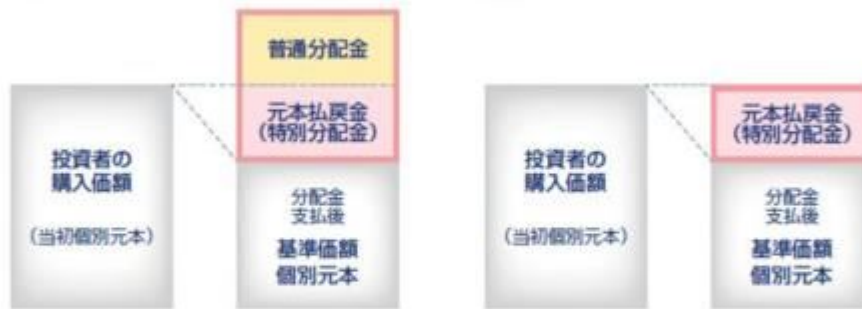 普通分配金
元本払戻金
(特別分配金)
投資者の
購入価額
(当初個別元本)
分配金
支払後
基準価額
個別元本
元本払戻金
(特別分配金)
投資者の
購入価額
(当初個別元本)
分配金
支払後
基準価額
個別元本